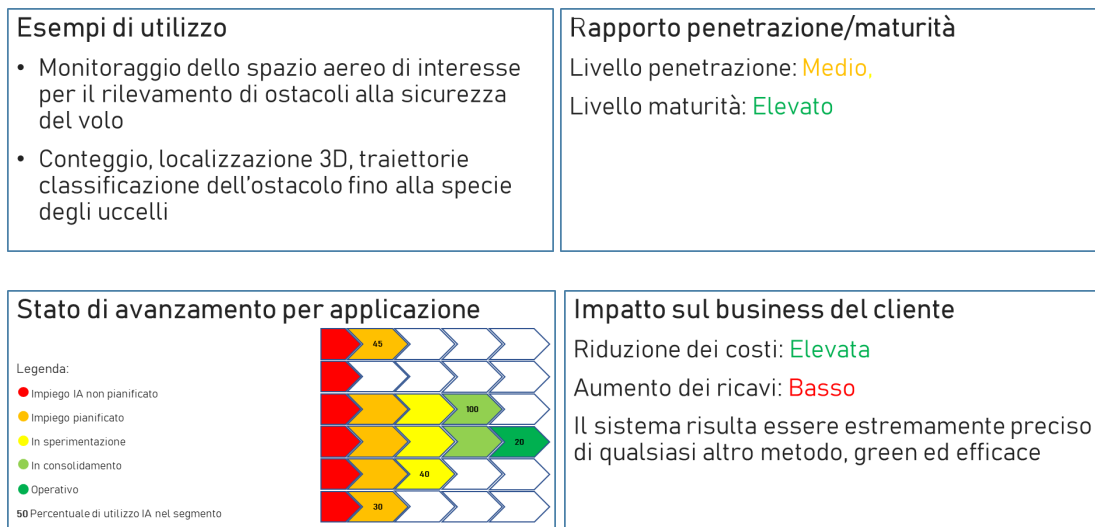 Esempi di utilizzo
• Monitoraggio dello spazio aereo di interesse
per il rilevamento di ostacoli alla sicurezza
del volo
• Conteggio, localizzazione 3D, traiettorie
classificazione dell'ostacolo fino alla specie
degli uccelli
Rapporto penetrazione/maturità
Livello penetrazione: Medio,
Livello maturità: Elevato
Stato di avanzamento per applicazione
Legenda:
Impiego IA non pianificato
Impiego pianificato
In sperimentazione
In consolidamento
Operativo
50 Percentuale di utilizzo IA nel segmento
45
100
20
40
30
Impatto sul business del cliente
Riduzione dei costi: Elevata
Aumento dei ricavi: Basso
Il sistema risulta essere estremamente preciso
di qualsiasi altro metodo, green ed efficace